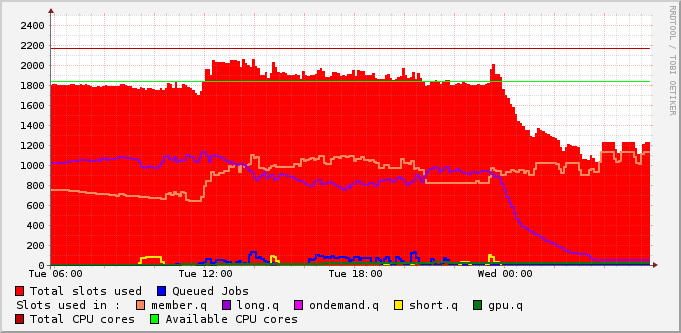 RRDTOOL / TOBI OETIKER
2400
2200
2000
1800
1600
1400
1200
1000
800
600
400
200
0
Tue 06:00 Tue 12:00 Tue 18:00 Wed 00:00
Total slots used Queued Jobs
Slots used in : member.q long.q ondemand.q short.q gpu.q
Total CPU cores Available CPU cores